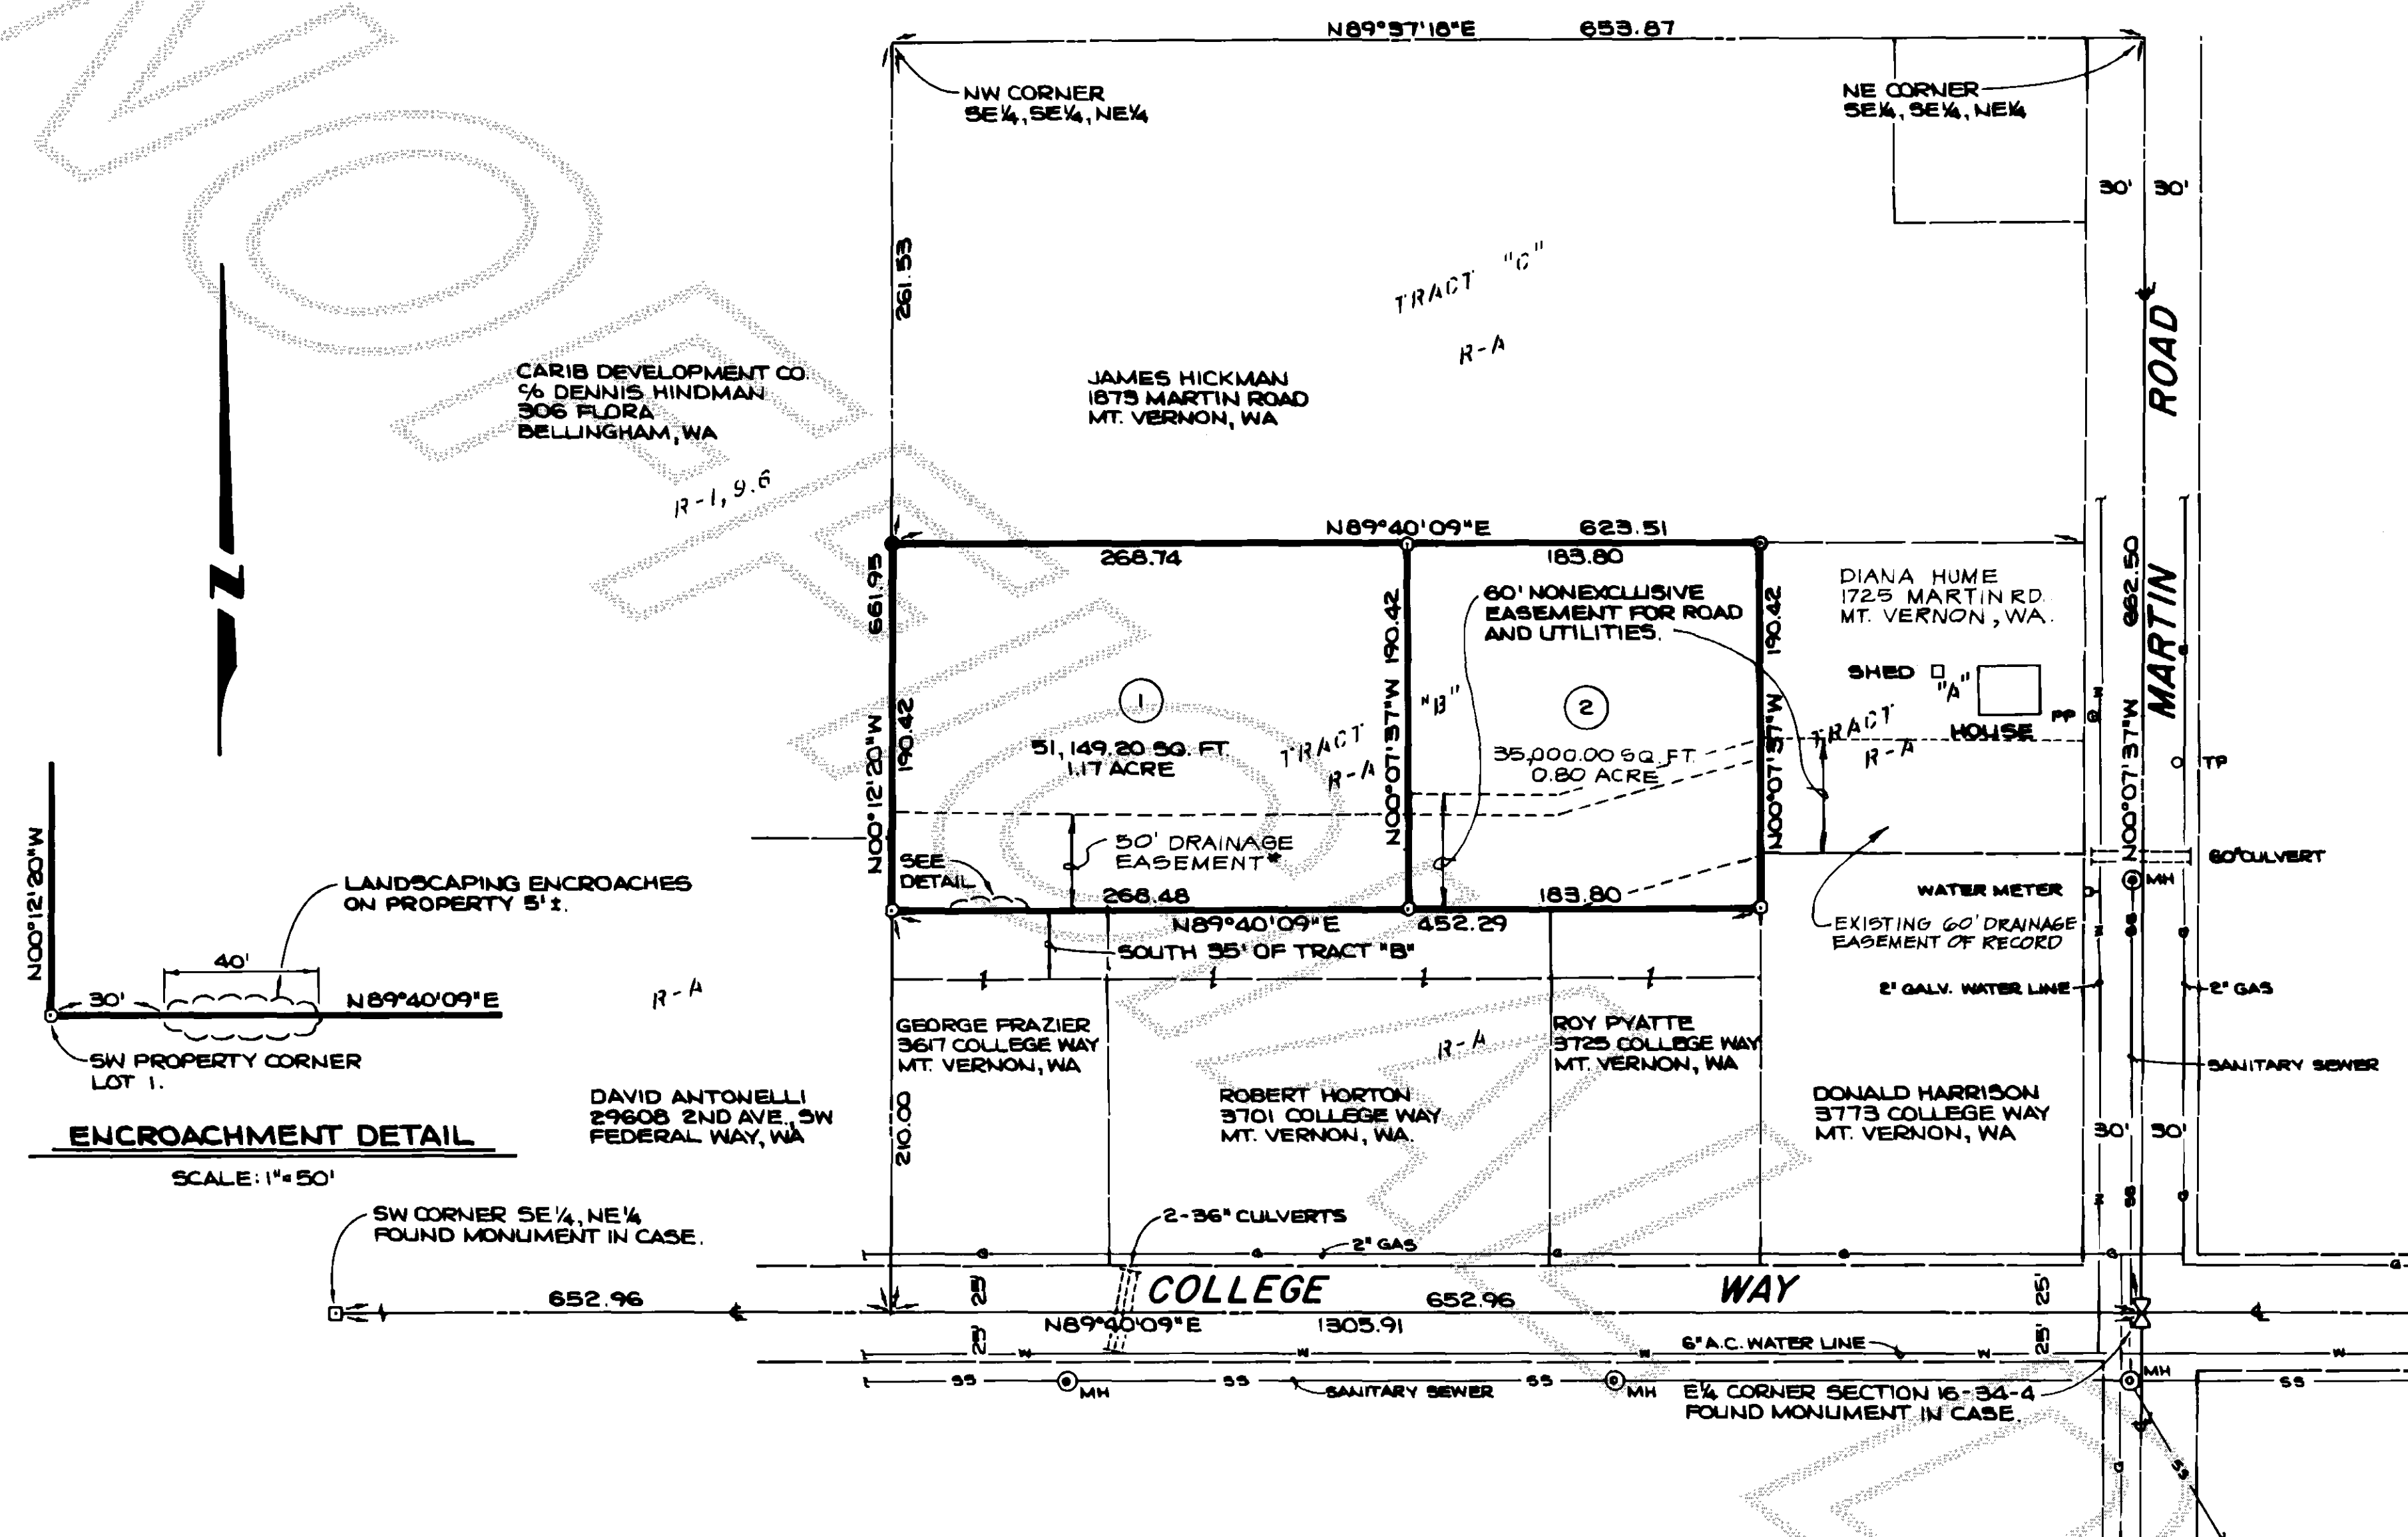 N89°37'18"E 653.87
NW CORNER
SE¼, SE¼, NE¼
NE CORNER
SE¼, SE¼, NE¼
30' 30'
261.53
TRACT "C"
R-A
ROAD
CARIB DEVELOPMENT CO.
c/o DENNIS HINDMAN
306 FLORA
BELLINGHAM, WA
JAMES HICKMAN
1873 MARTIN ROAD
MT. VERNON, WA
R-1, 9.6
N89°40'09"E 623.51
268.74
183.80
N
661.95
N00°12'20"W
190.42
60' NONEXCLUSIVE
EASEMENT FOR ROAD
AND UTILITIES.
190.42
N00°07'37"W
190.42
N00°07'37"W
DIANA HUME
1725 MARTIN RD.
MT. VERNON, WA.
662.50
N00°07'37"W
MARTIN
SHED
"A"
HOUSE
PP
TP
TRACT
R-A
1
51,149.20 SQ. FT.
1.17 ACRE
TRACT "B"
R-A
2
35,000.00 SQ. FT.
0.80 ACRE
50' DRAINAGE
EASEMENT*
SEE
DETAIL
268.48
183.80
N89°40'09"E 452.29
SOUTH 35' OF TRACT "B"
60" CULVERT
MH
WATER METER
EXISTING 60' DRAINAGE
EASEMENT OF RECORD
2" GALV. WATER LINE
2" GAS
SANITARY SEWER
N00°12'20"W
LANDSCAPING ENCROACHES
ON PROPERTY 5'±.
40'
30'
N89°40'09"E
SW PROPERTY CORNER
LOT 1.
ENCROACHMENT DETAIL
SCALE: 1"=50'
R-A
GEORGE FRAZIER
3617 COLLEGE WAY
MT. VERNON, WA
R-A
ROY PYATTE
3725 COLLEGE WAY
MT. VERNON, WA
DAVID ANTONELLI
29608 2ND AVE., SW
FEDERAL WAY, WA
210.00
ROBERT HORTON
3701 COLLEGE WAY
MT. VERNON, WA.
DONALD HARRISON
3773 COLLEGE WAY
MT. VERNON, WA
30' 30'
SW CORNER SE¼, NE¼
FOUND MONUMENT IN CASE.
2-36" CULVERTS
2" GAS
652.96
25'
COLLEGE WAY
652.96
25'
N89°40'09"E 1305.91
25'
25'
6" A.C. WATER LINE
SS MH SS SANITARY SEWER SS MH
E¼ CORNER SECTION 16-34-4
FOUND MONUMENT IN CASE.
MH
SS
SS